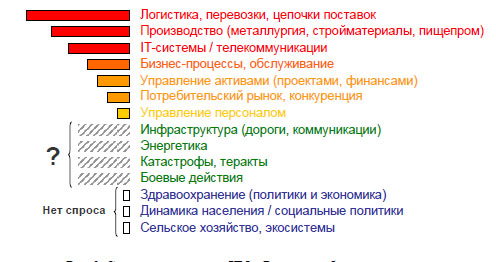 Логистика, перевозки, цепочки поставок
Производство (металлургия, стройматериалы, пищепром)
IT-системы / телекоммуникации
Бизнес-процессы, обслуживание
Управление активами (проектами, финансами)
Потребительский рынок, конкуренция
Управление персоналом
Инфраструктура (дороги, коммуникации)
?
Энергетика
Катастрофы, теракты
Боевые действия
Здравоохранение (политики и экономика)
Нет спроса
Динамика населения / социальные политики
Сельское хозяйство, экосистемы